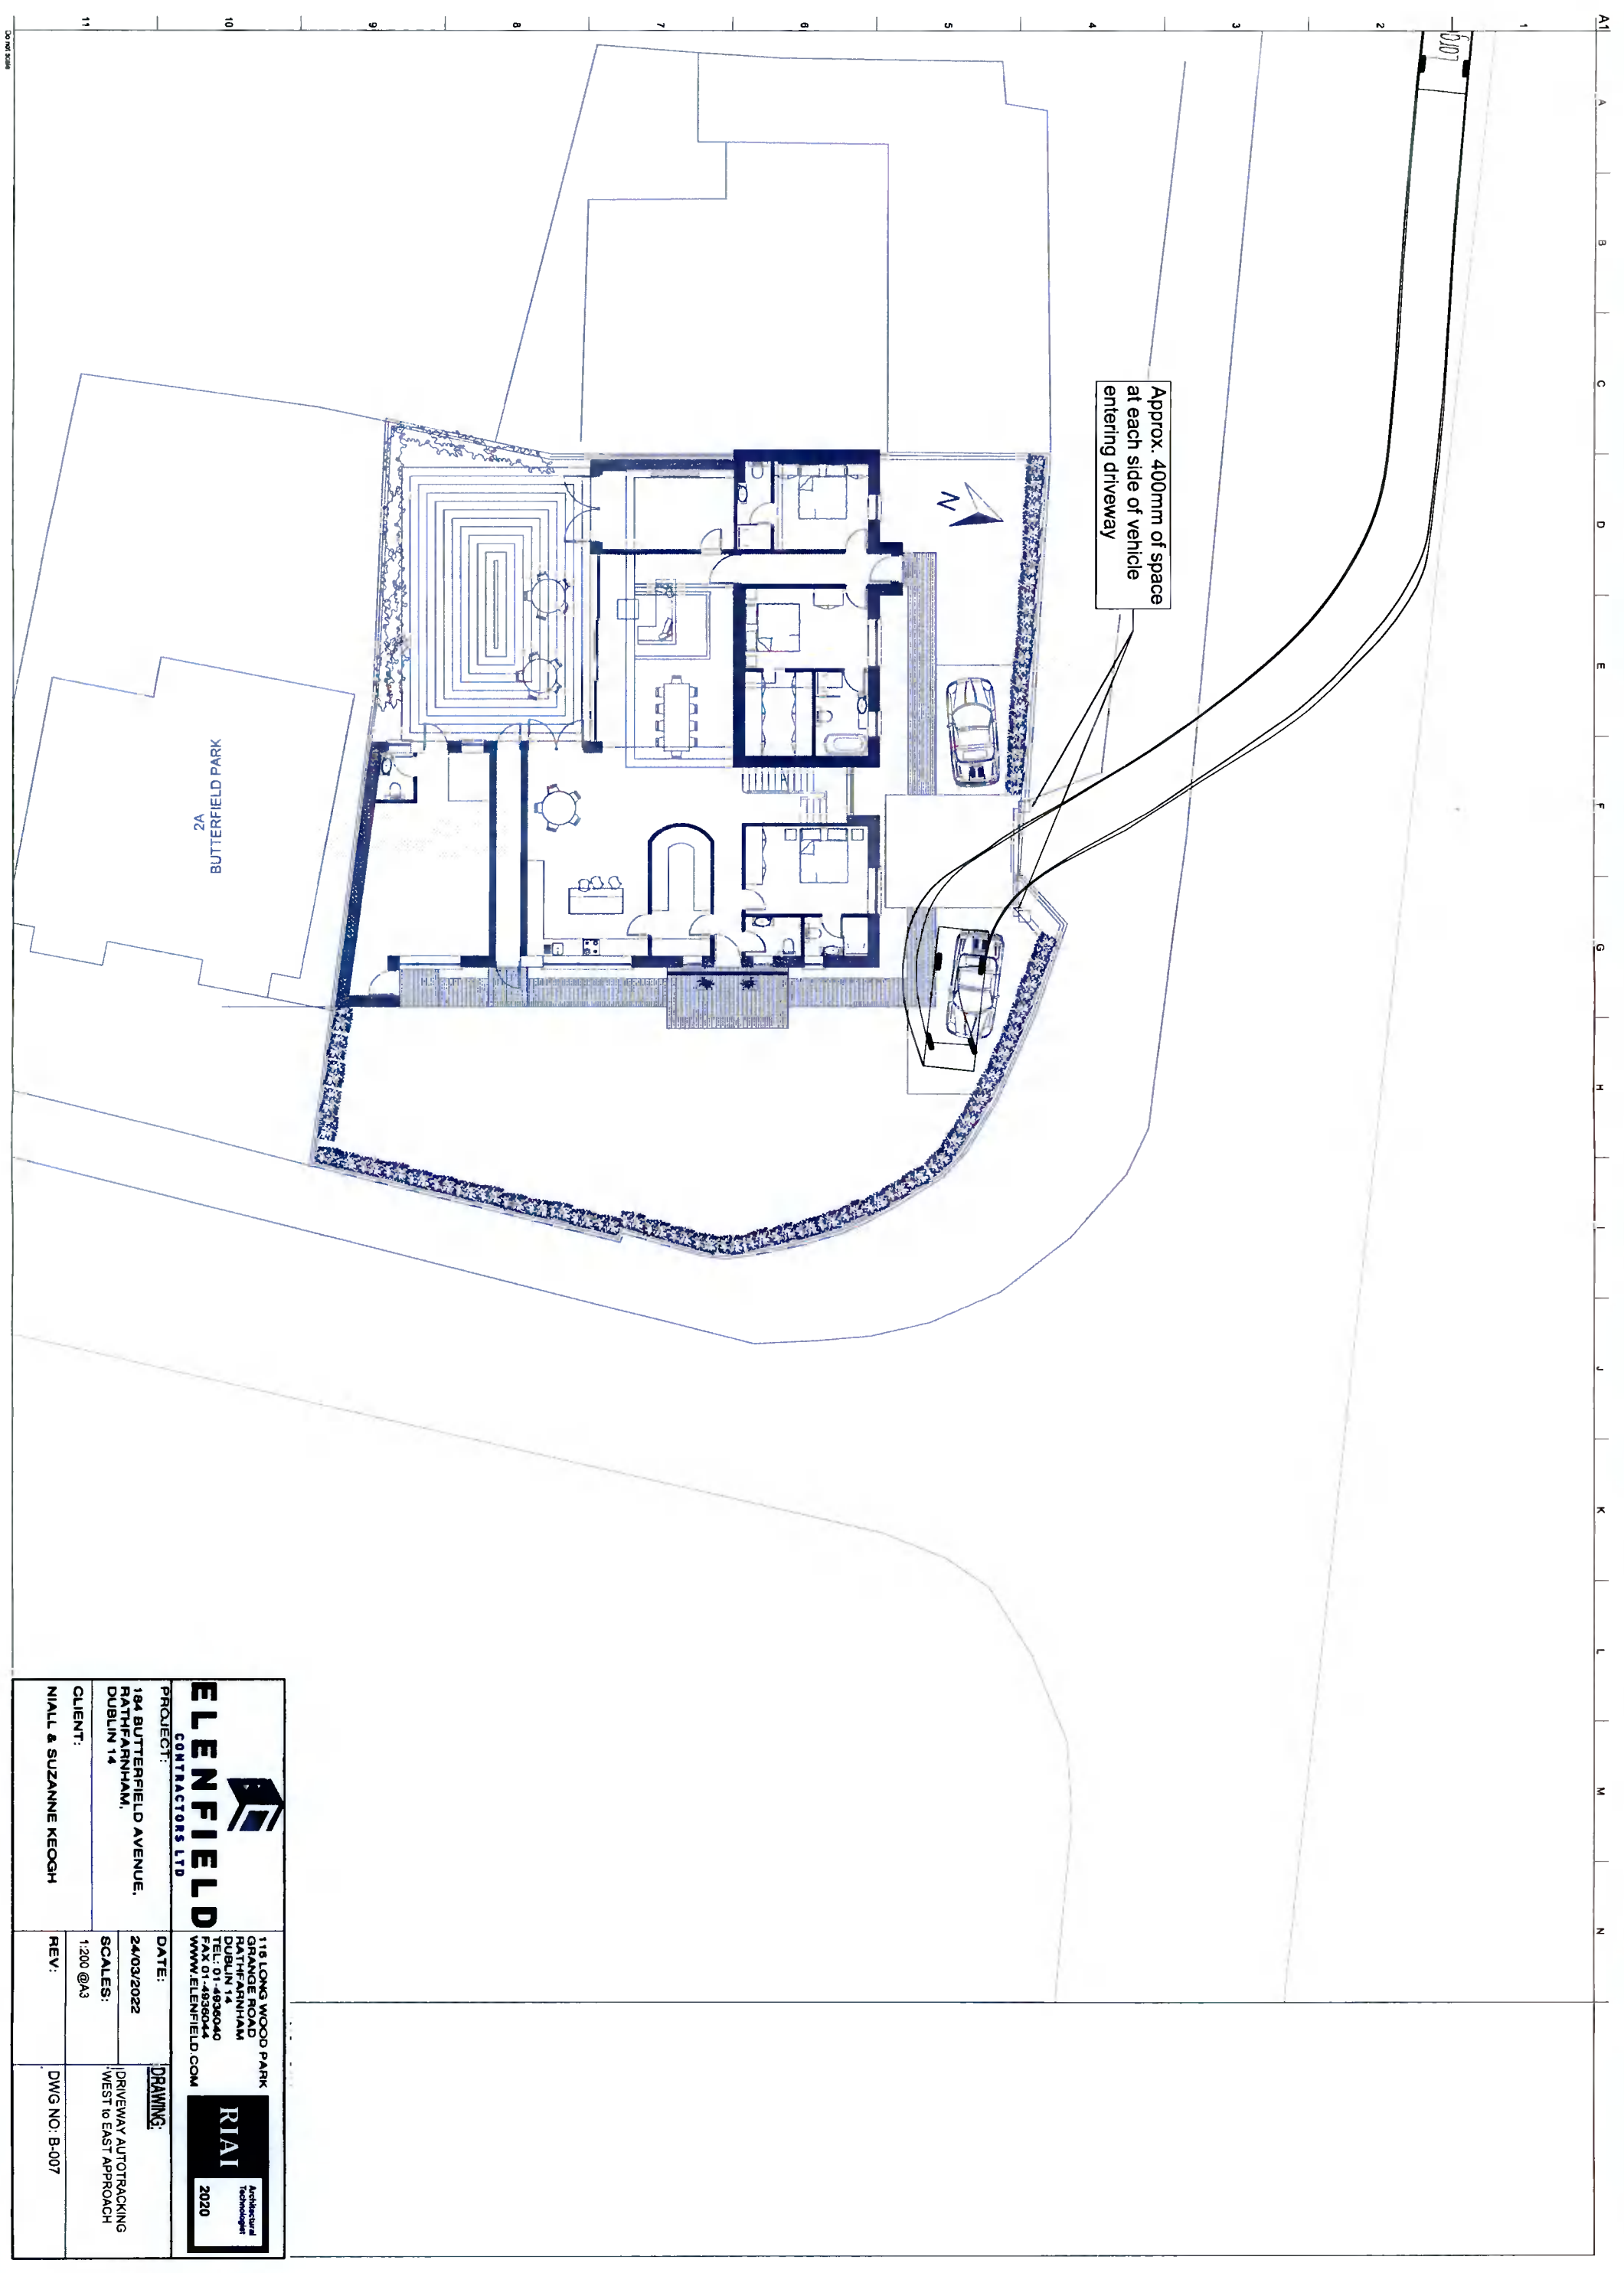 A1
1
2
3
4
5
6
7
8
9
10
11
A
B
C
D
E
F
G
H
J
K
L
M
N
Do not scale
Approx. 400mm of space
at each side of vehicle
entering driveway
N
2A
BUTTERFIELD PARK
ELENFIELD
CONTRACTORS LTD
115 LONG WOOD PARK
GRANGE ROAD
RATHFARNHAM
DUBLIN 14
TEL: 01-4936040
FAX 01-4936044
WWW.ELENFIELD.COM
RIAI
Architectural
Technologist
2020
PROJECT:
184 BUTTERFIELD AVENUE,
RATHFARNHAM,
DUBLIN 14
CLIENT:
NIALL & SUZANNE KEOGH
DATE:
24/03/2022
SCALES:
1:200 @A3
REV:
DRAWING:
DRIVEWAY AUTOTRACKING
WEST to EAST APPROACH
DWG NO: B-007